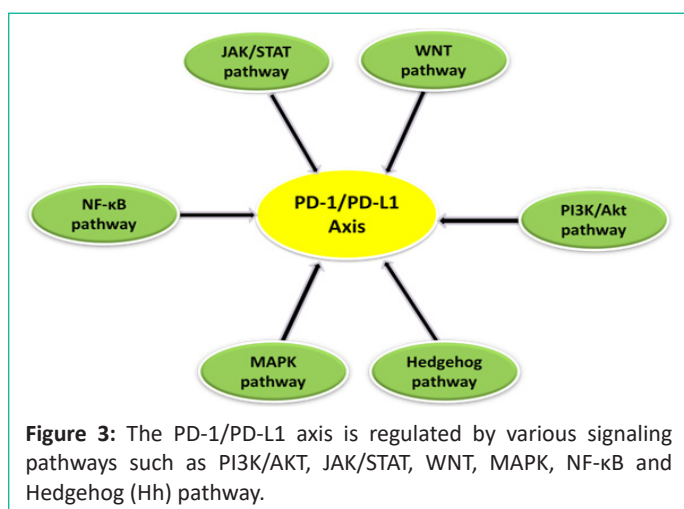 JAK/STAT
pathway
WNT
pathway
NF-κB
pathway
PD-1/PD-L1
Axis
PI3K/Akt
pathway
MAPK
pathway
Hedgehog
pathway
Figure 3: The PD-1/PD-L1 axis is regulated by various signaling
pathways such as PI3K/AKT, JAK/STAT, WNT, MAPK, NF-κB and
Hedgehog (Hh) pathway.